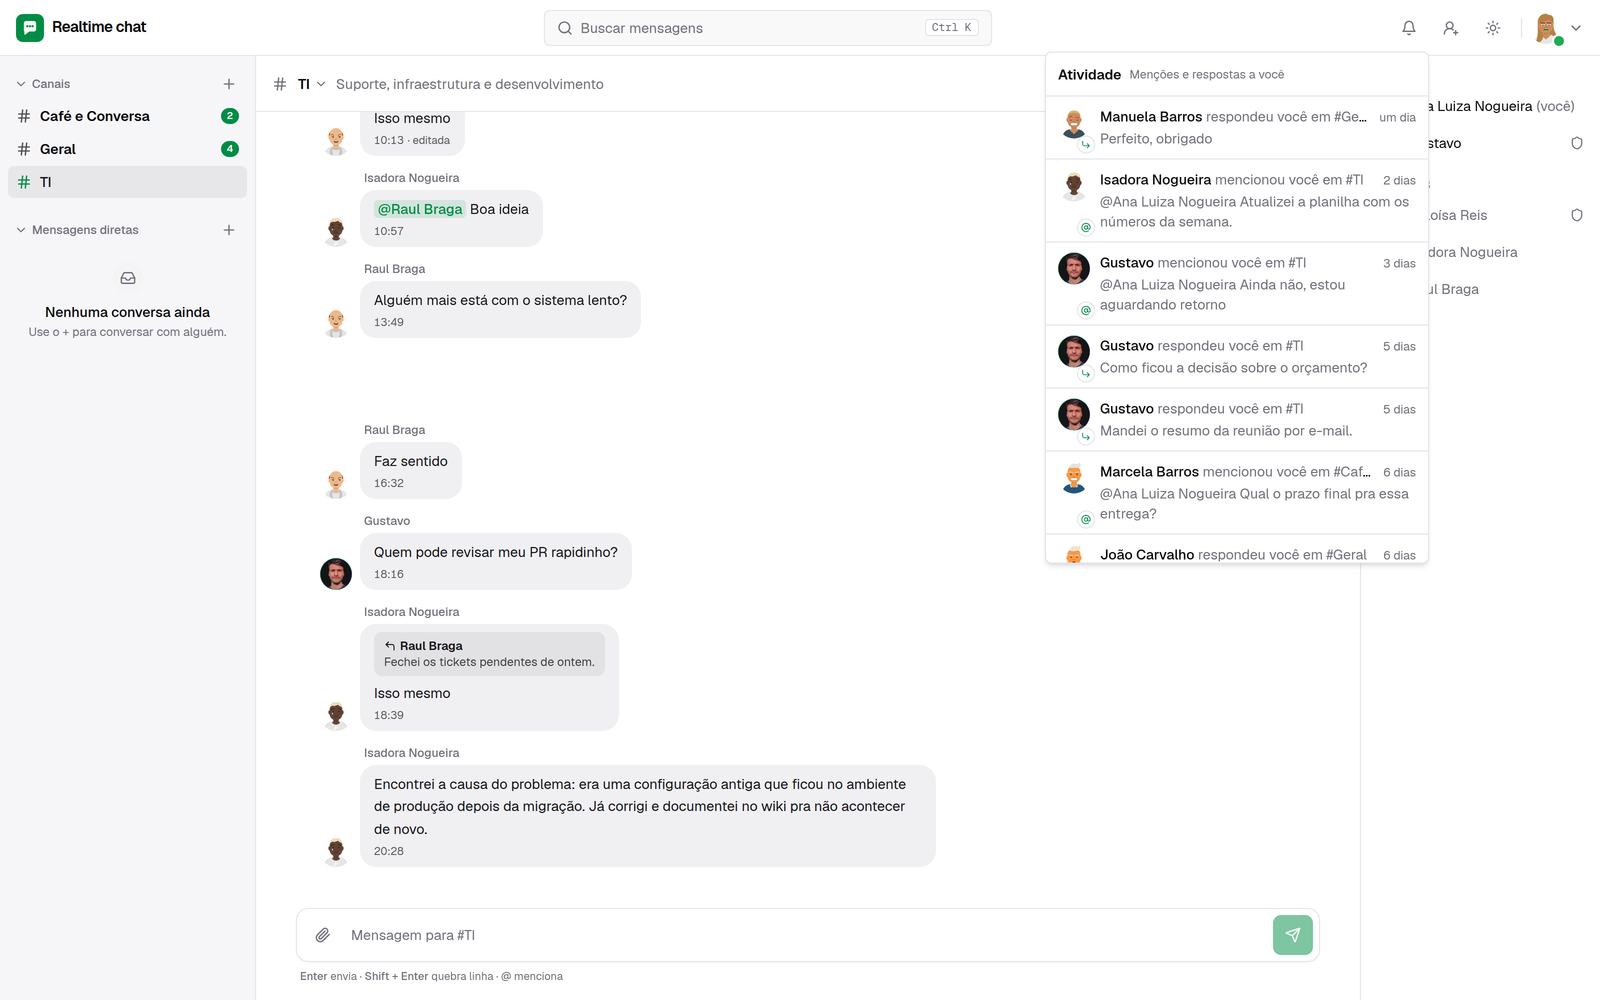 Realtime chat
Buscar mensagens
Ctrl K
Canais
Café e Conversa
2
Geral
4
TI
Mensagens diretas
Nenhuma conversa ainda
Use o + para conversar com alguém.
TI
Suporte, infraestrutura e desenvolvimento
Isso mesmo
10:13 · editada
Isadora Nogueira
@Raul Braga Boa ideia
10:57
Raul Braga
Alguém mais está com o sistema lento?
13:49
Raul Braga
Faz sentido
16:32
Gustavo
Quem pode revisar meu PR rapidinho?
18:16
Isadora Nogueira
Raul Braga
Fechei os tickets pendentes de ontem.
Isso mesmo
18:39
Isadora Nogueira
Encontrei a causa do problema: era uma configuração antiga que ficou no ambiente
de produção depois da migração. Já corrigi e documentei no wiki pra não acontecer
de novo.
20:28
Mensagem para #TI
Enter envia · Shift + Enter quebra linha · @ menciona
Atividade Menções e respostas a você
Manuela Barros respondeu você em #Ge... um dia
Perfeito, obrigado
Isadora Nogueira mencionou você em #TI 2 dias
@Ana Luiza Nogueira Atualizei a planilha com os
números da semana.
Gustavo mencionou você em #TI 3 dias
@Ana Luiza Nogueira Ainda não, estou
aguardando retorno
Gustavo respondeu você em #TI 5 dias
Como ficou a decisão sobre o orçamento?
Gustavo respondeu você em #TI 5 dias
Mandei o resumo da reunião por e-mail.
Marcela Barros mencionou você em #Caf... 6 dias
@Ana Luiza Nogueira Qual o prazo final pra essa
entrega?
João Carvalho respondeu você em #Geral 6 dias
a Luiza Nogueira (você)
stavo
oísa Reis
dora Nogueira
ul Braga